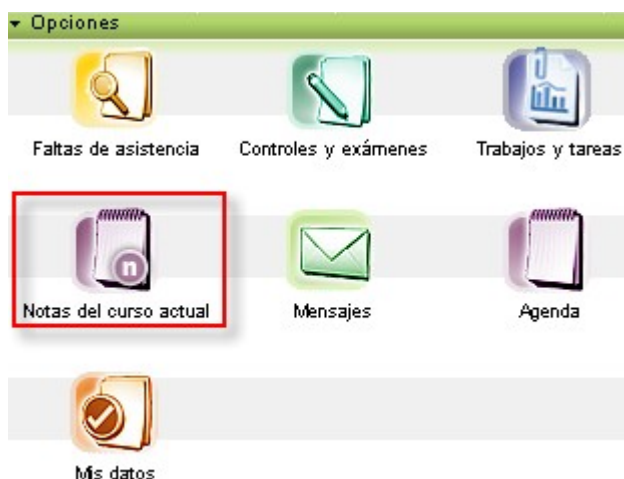 Opciones
Faltas de asistencia
Controles y exámenes
Trabajos y tareas
n
Notas del curso actual
Mensajes
Agenda
Mis datos